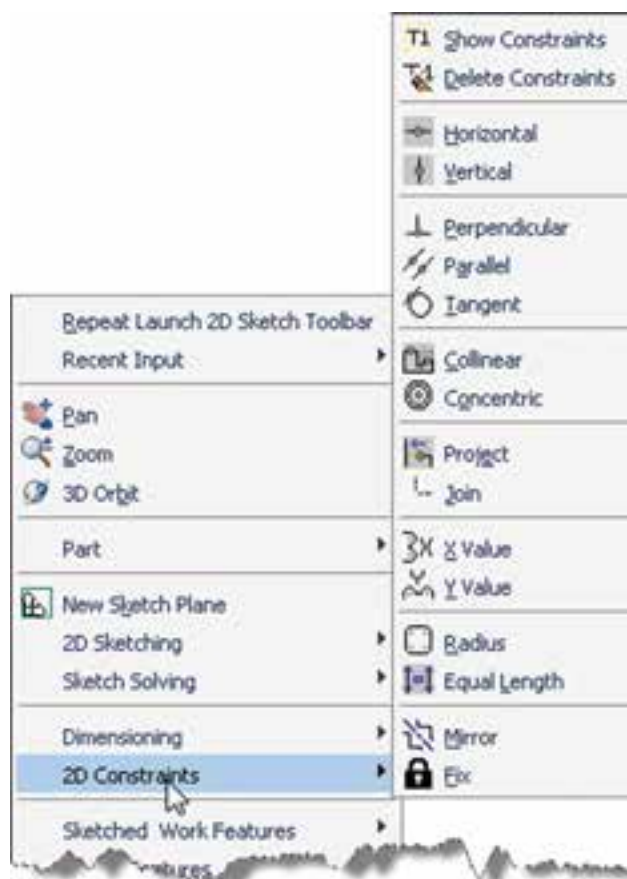 Show Constraints
Delete Constraints
Horizontal
Vertical
Perpendicular
Parallel
Tangent
Collinear
Concentric
Project
Join
X Value
Y Value
Radius
Equal Length
Mirror
Fix
Repeat Launch 2D Sketch Toolbar
Recent Input
Pan
Zoom
3D Orbit
Part
New Sketch Plane
2D Sketching
Sketch Solving
Dimensioning
2D Constraints
Sketched Work Features